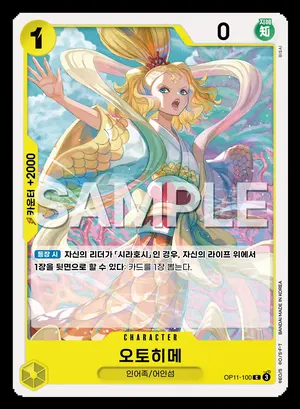 1
0
지혜
知
카운터 +2000
SAMPLE
등장 시 자신의 리더가 「시라호시」인 경우, 자신의 라이프 위에서
1장을 뒷면으로 할 수 있다: 카드를 1장 뽑는다.
CHARACTER
오토히메
인어족/어인섬
OP11-100 C 3
BANDAI MADE IN KOREA